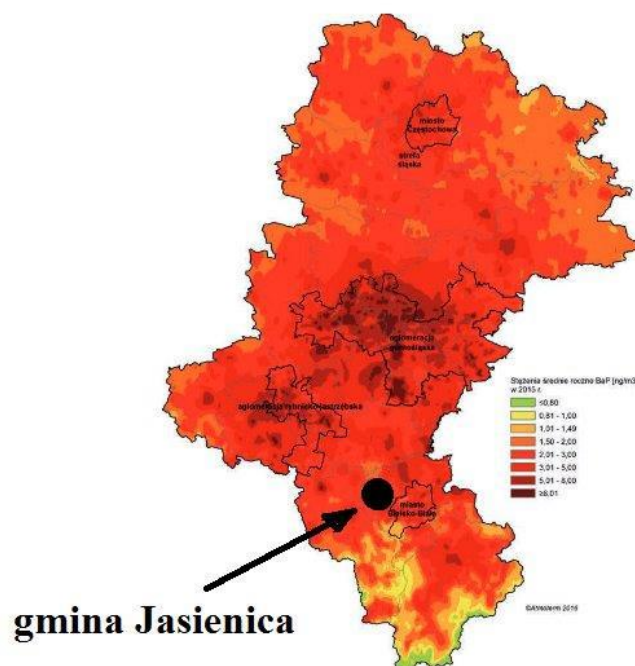 miasto
Częstochowa
strefa
śląska
aglomeracja
górnośląska
aglomeracja rybnicko-jastrzębska
miasto
Bielsko-Biała
Stężenia średnie roczne BaP [ng/m3
w 2015 r.
≤0,80
0,81 - 1,00
1,01 - 1,49
1,50 - 2,00
2,01 - 3,00
3,01 - 5,00
5,01 - 8,00
≥8,01
©Atmoterm 2016
gmina Jasienica